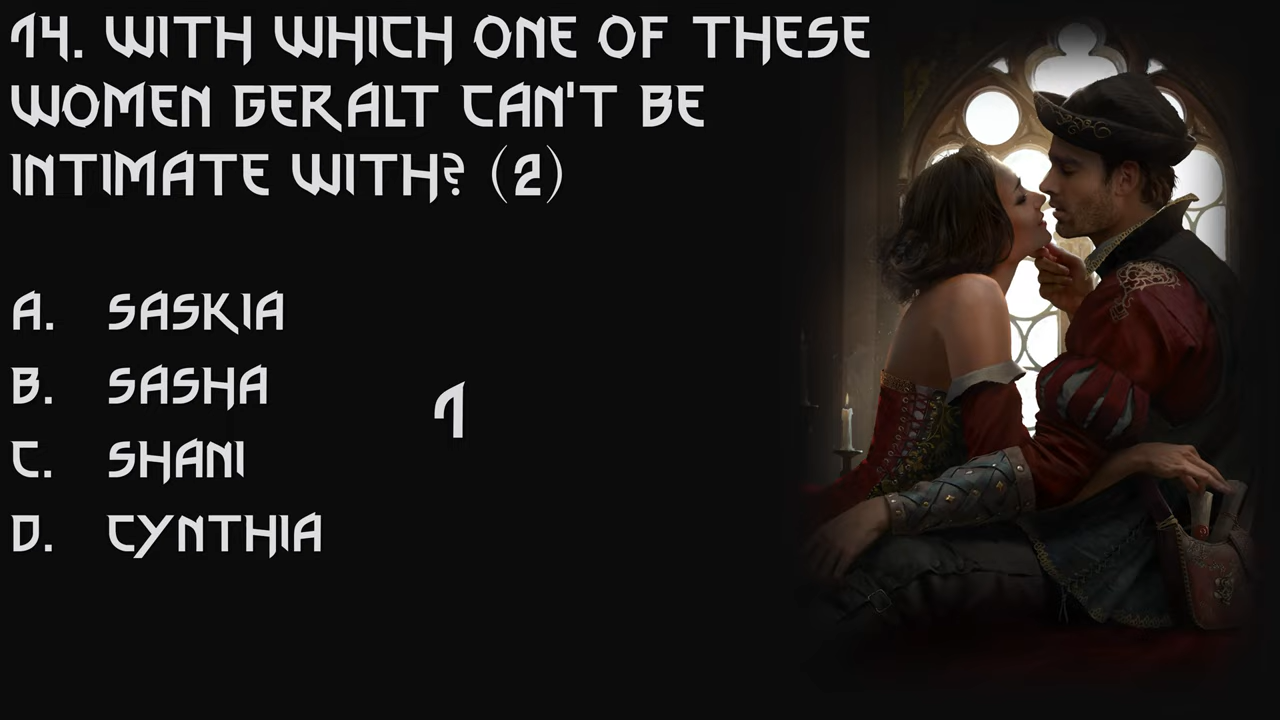 14. WITH WHICH ONE OF THESE
WOMEN GERALT CAN'T BE
INTIMATE WITH? (2)
A. SASKIA
B. SASHA
1
C. SHANI
D. CYNTHIA